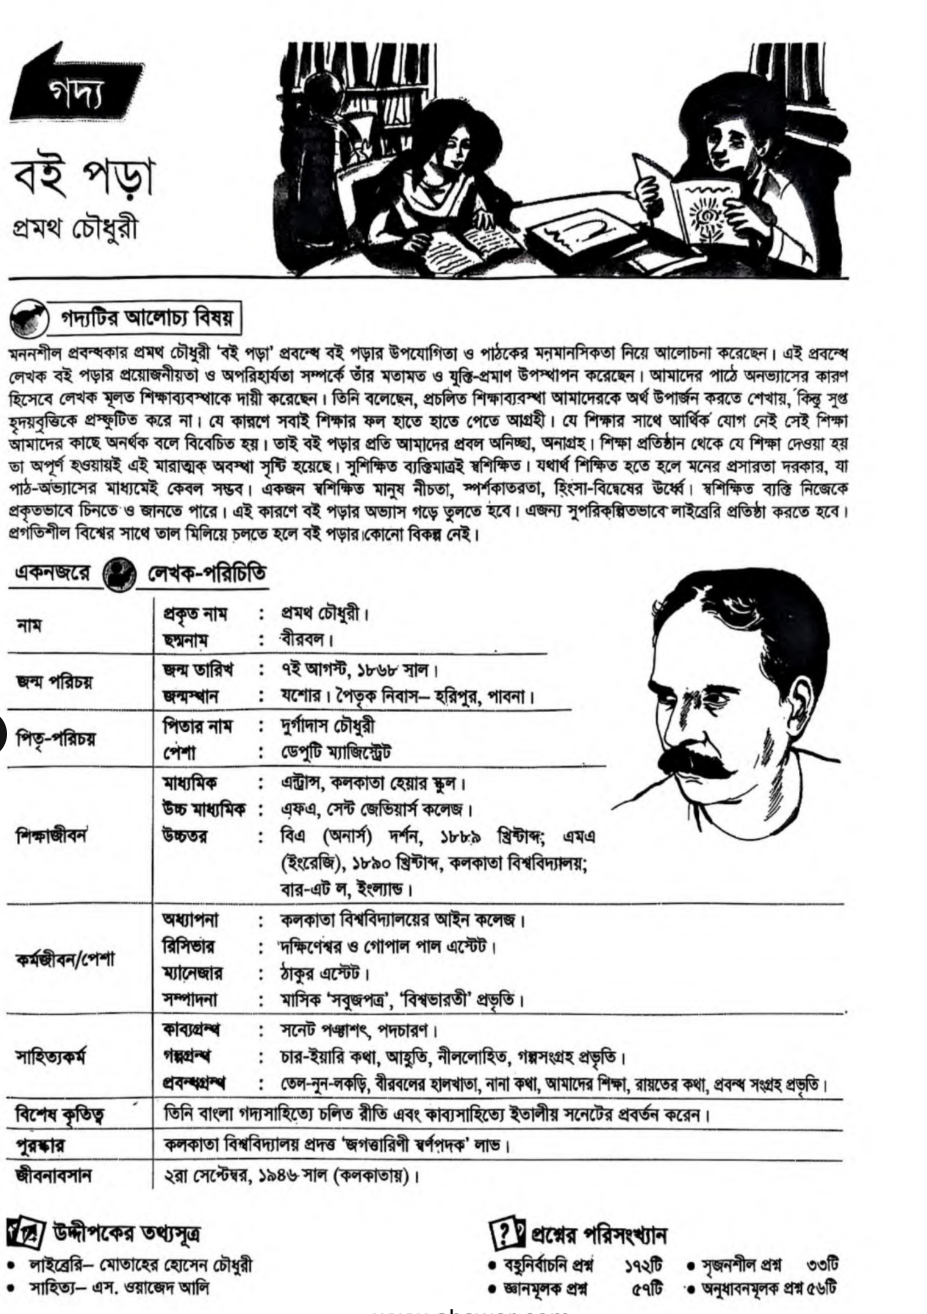 গদ্য
বই পড়া
প্রমথ চৌধুরী
গদ্যটির আলোচ্য বিষয়
মননশীল প্রবন্ধকার প্রমথ চৌধুরী ‘বই পড়া’ প্রবন্ধে বই পড়ার উপযোগিতা ও পাঠকের মনমানসিকতা নিয়ে আলোচনা করেছেন। এই প্রবন্ধে
লেখক বই পড়ার প্রয়োজনীয়তা ও অপরিহার্যতা সম্পর্কে তাঁর মতামত ও যুক্তি-প্রমাণ উপস্থাপন করেছেন। আমাদের পাঠে অনভ্যাসের কারণ
হিসেবে লেখক মূলত শিক্ষাব্যবস্থাকে দায়ী করেছেন। তিনি বলেছেন, প্রচলিত শিক্ষাব্যবস্থা আমাদেরকে অর্থ উপার্জন করতে শেখায়, কিন্তু সুপ্ত
হৃদয়বৃত্তিকে প্রস্ফুটিত করে না। যে কারণে সবাই শিক্ষার ফল হাতে হাতে পেতে আগ্রহী। যে শিক্ষার সাথে আর্থিক যোগ নেই সেই শিক্ষা
আমাদের কাছে অনর্থক বলে বিবেচিত হয়। তাই বই পড়ার প্রতি আমাদের প্রবল অনিচ্ছা, অনাগ্রহ। শিক্ষা প্রতিষ্ঠান থেকে যে শিক্ষা দেওয়া হয়
তা অপূর্ণ হওয়ায়ই এই মারাত্মক অবস্থা সৃষ্টি হয়েছে। সুশিক্ষিত ব্যক্তিমাত্রই স্বশিক্ষিত। যথার্থ শিক্ষিত হতে হলে মনের প্রসারতা দরকার, যা
পাঠ-অভ্যাসের মাধ্যমেই কেবল সম্ভব। একজন স্বশিক্ষিত মানুষ নীচতা, স্পর্শকাতরতা, হিংসা-বিদ্বেষের উর্ধ্বে। স্বশিক্ষিত ব্যক্তি নিজেকে
প্রকৃতভাবে চিনতে ও জানতে পারে। এই কারণে বই পড়ার অভ্যাস গড়ে তুলতে হবে। এজন্য সুপরিকল্পিতভাবে লাইব্রেরি প্রতিষ্ঠা করতে হবে।
প্রগতিশীল বিশ্বের সাথে তাল মিলিয়ে চলতে হলে বই পড়ার কোনো বিকল্প নেই।
একনজরে লেখক-পরিচিতি
নাম
প্রকৃত নাম : প্রমথ চৌধুরী।
ছদ্মনাম : বীরবল।
জন্ম পরিচয়
জন্ম তারিখ : ৭ই আগস্ট, ১৮৬৮ সাল।
জন্মস্থান : যশোর। পৈতৃক নিবাস– হরিপুর, পাবনা।
পিতৃ-পরিচয়
পিতার নাম : দুর্গাদাস চৌধুরী
পেশা : ডেপুটি ম্যাজিস্ট্রেট
শিক্ষাজীবন
মাধ্যমিক : এন্ট্রান্স, কলকাতা হেয়ার স্কুল।
উচ্চ মাধ্যমিক : এফএ, সেন্ট জেভিয়ার্স কলেজ।
উচ্চতর : বিএ (অনার্স) দর্শন, ১৮৮৯ খ্রিষ্টাব্দ; এমএ
(ইংরেজি), ১৮৯০ খ্রিষ্টাব্দ, কলকাতা বিশ্ববিদ্যালয়;
বার-এট ল, ইংল্যান্ড।
কর্মজীবন/পেশা
অধ্যাপনা : কলকাতা বিশ্ববিদ্যালয়ের আইন কলেজ।
রিসিভার : দক্ষিণেশ্বর ও গোপাল পাল এস্টেট।
ম্যানেজার : ঠাকুর এস্টেট।
সম্পাদনা : মাসিক ‘সবুজপত্র’, ‘বিশ্বভারতী’ প্রভৃতি।
সাহিত্যকর্ম
কাব্যগ্রন্থ : সনেট পঞ্চাশৎ, পদচারণ।
গল্পগ্রন্থ : চার-ইয়ারি কথা, আহুতি, নীললোহিত, গল্পসংগ্রহ প্রভৃতি।
প্রবন্ধগ্রন্থ : তেল-নুন-লকড়ি, বীরবলের হালখাতা, নানা কথা, আমাদের শিক্ষা, রায়তের কথা, প্রবন্ধ সংগ্রহ প্রভৃতি।
বিশেষ কৃতিত্ব তিনি বাংলা গদ্যসাহিত্যে চলিত রীতি এবং কাব্যসাহিত্যে ইতালীয় সনেটের প্রবর্তন করেন।
পুরস্কার কলকাতা বিশ্ববিদ্যালয় প্রদত্ত ‘জগত্তারিণী স্বর্ণপদক’ লাভ।
জীবনাবসান ২রা সেপ্টেম্বর, ১৯৪৬ সাল (কলকাতায়)।
উদ্দীপকের তথ্যসূত্র
• লাইব্রেরি– মোতাহের হোসেন চৌধুরী
• সাহিত্য– এস. ওয়াজেদ আলি
প্রশ্নের পরিসংখ্যান
• বহুনির্বাচনি প্রশ্ন ১৭২টি • সৃজনশীল প্রশ্ন ৩৩টি
• জ্ঞানমূলক প্রশ্ন ৫৭টি • অনুধাবনমূলক প্রশ্ন ৫৬টি